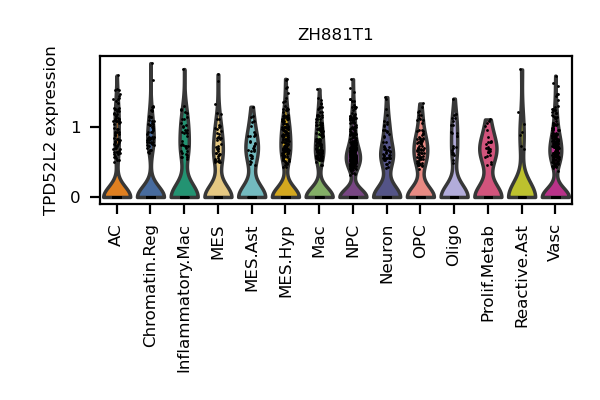 ZH881T1
TPD52L2 expression
1
0
AC
Chromatin.Reg
Inflammatory.Mac
MES
MES.Ast
MES.Hyp
Mac
NPC
Neuron
OPC
Oligo
Prolif.Metab
Reactive.Ast
Vasc